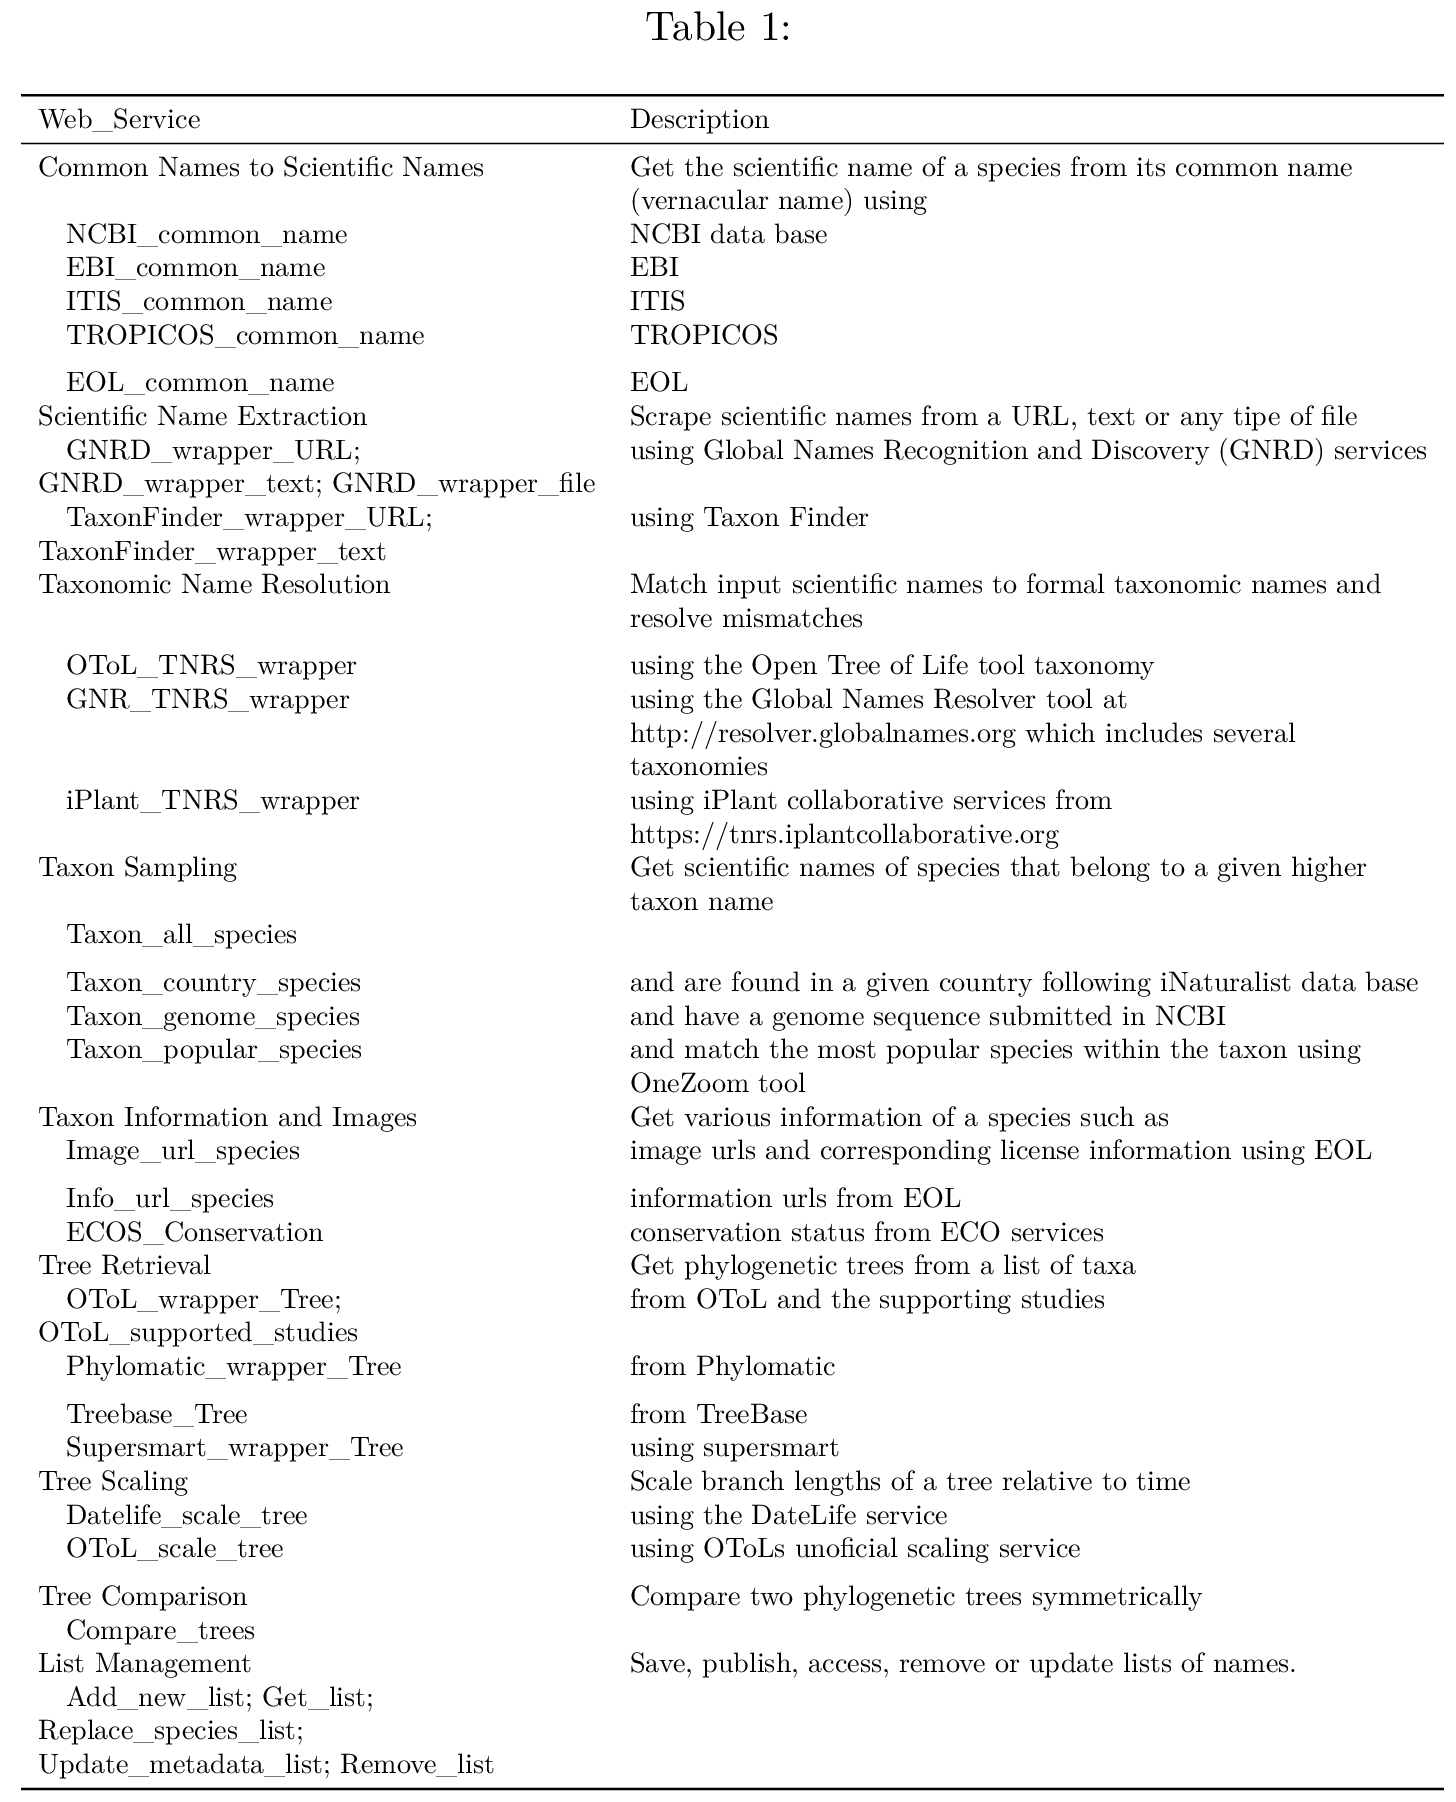 Table 1:
Web_Service Description
Common Names to Scientific Names Get the scientific name of a species from its common name
(vernacular name) using
NCBI_common_name NCBI data base
EBI_common_name EBI
ITIS_common_name ITIS
TROPICOS_common_name TROPICOS
EOL_common_name EOL
Scientific Name Extraction Scrape scientific names from a URL, text or any tipe of file
GNRD_wrapper_URL; using Global Names Recognition and Discovery (GNRD) services
GNRD_wrapper_text; GNRD_wrapper_file
TaxonFinder_wrapper_URL; using Taxon Finder
TaxonFinder_wrapper_text
Taxonomic Name Resolution Match input scientific names to formal taxonomic names and
resolve mismatches
OToL_TNRS_wrapper using the Open Tree of Life tool taxonomy
GNR_TNRS_wrapper using the Global Names Resolver tool at
http://resolver.globalnames.org which includes several
taxonomies
iPlant_TNRS_wrapper using iPlant collaborative services from
https://tnrs.iplantcollaborative.org
Taxon Sampling Get scientific names of species that belong to a given higher
taxon name
Taxon_all_species
Taxon_country_species and are found in a given country following iNaturalist data base
Taxon_genome_species and have a genome sequence submitted in NCBI
Taxon_popular_species and match the most popular species within the taxon using
OneZoom tool
Taxon Information and Images Get various information of a species such as
Image_url_species image urls and corresponding license information using EOL
Info_url_species information urls from EOL
ECOS_Conservation conservation status from ECO services
Tree Retrieval Get phylogenetic trees from a list of taxa
OToL_wrapper_Tree; from OToL and the supporting studies
OToL_supported_studies
Phylomatic_wrapper_Tree from Phylomatic
Treebase_Tree from TreeBase
Supersmart_wrapper_Tree using supersmart
Tree Scaling Scale branch lengths of a tree relative to time
Datelife_scale_tree using the DateLife service
OToL_scale_tree using OToLs unoficial scaling service
Tree Comparison Compare two phylogenetic trees symmetrically
Compare_trees
List Management Save, publish, access, remove or update lists of names.
Add_new_list; Get_list;
Replace_species_list;
Update_metadata_list; Remove_list